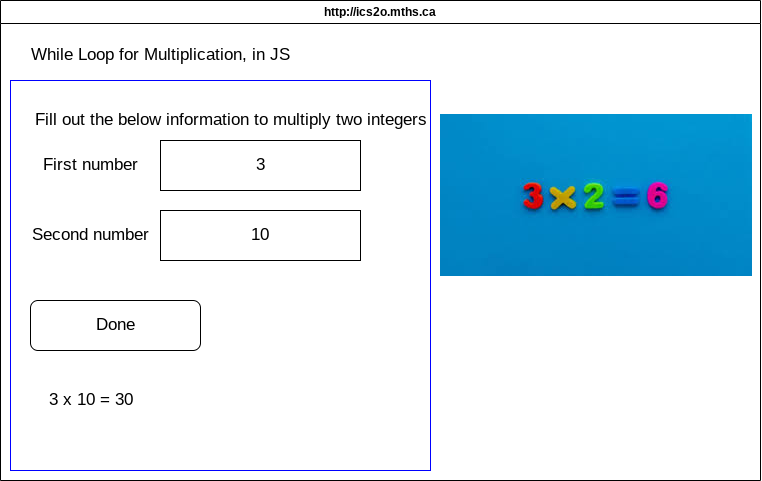 http://ics2o.mths.ca
While Loop for Multiplication, in JS
Fill out the below information to multiply two integers
First number
3
Second number
10
Done
3 x 10 = 30
3×2=6